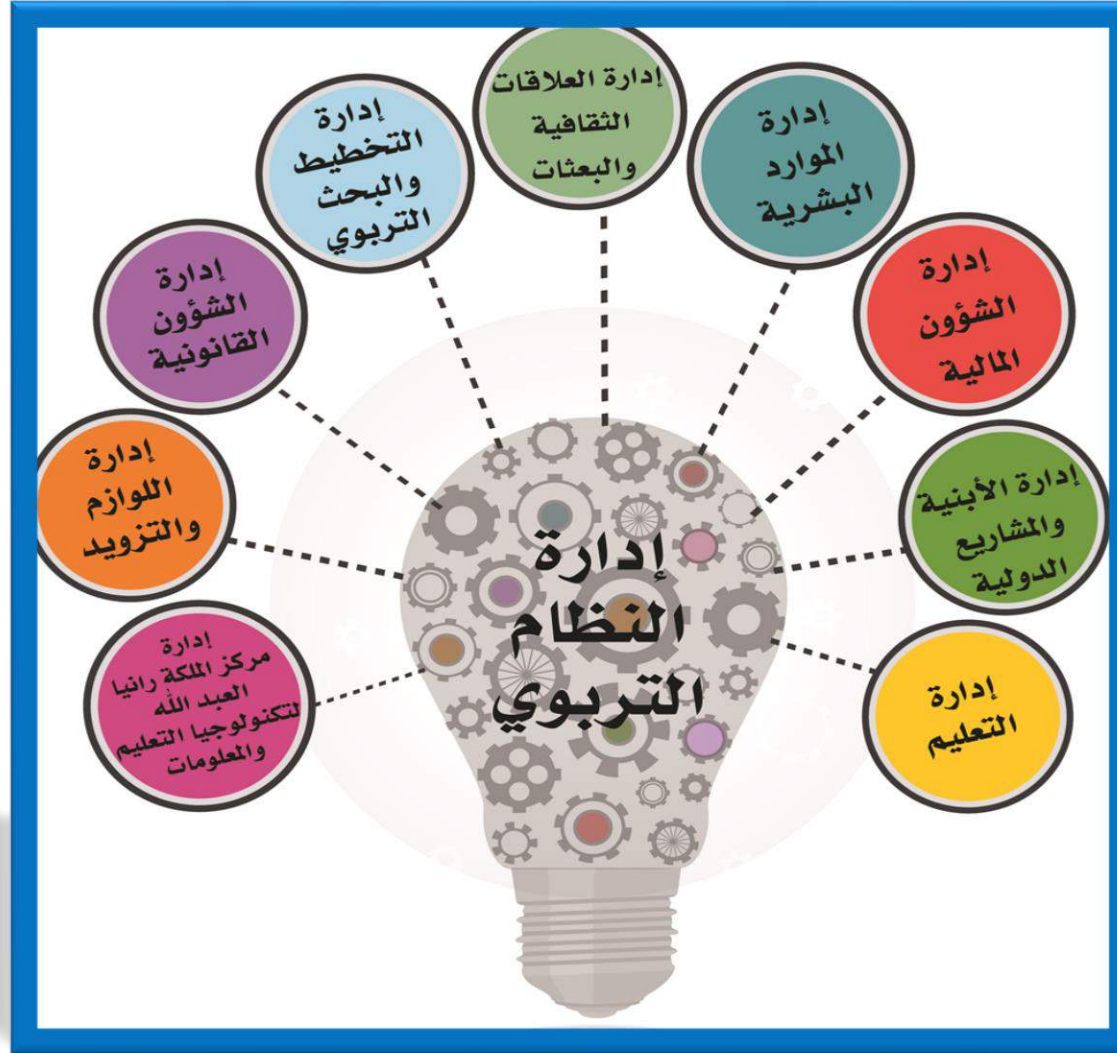 إدارة العلاقات
الثقافية
والبعثات
إدارة
الموارد
البشرية
إدارة
الشؤون
المالية
إدارة الأبنية
والمشاريع
الدولية
إدارة
التعليم
إدارة
التخطيط
والبحث
التربوي
إدارة
الشؤون
القانونية
إدارة
اللوازم
والتزويد
إدارة
مركز الملكة رانيا
العبد الله
لتكنولوجيا التعليم
والمعلومات
إدارة
النظام
التربوي